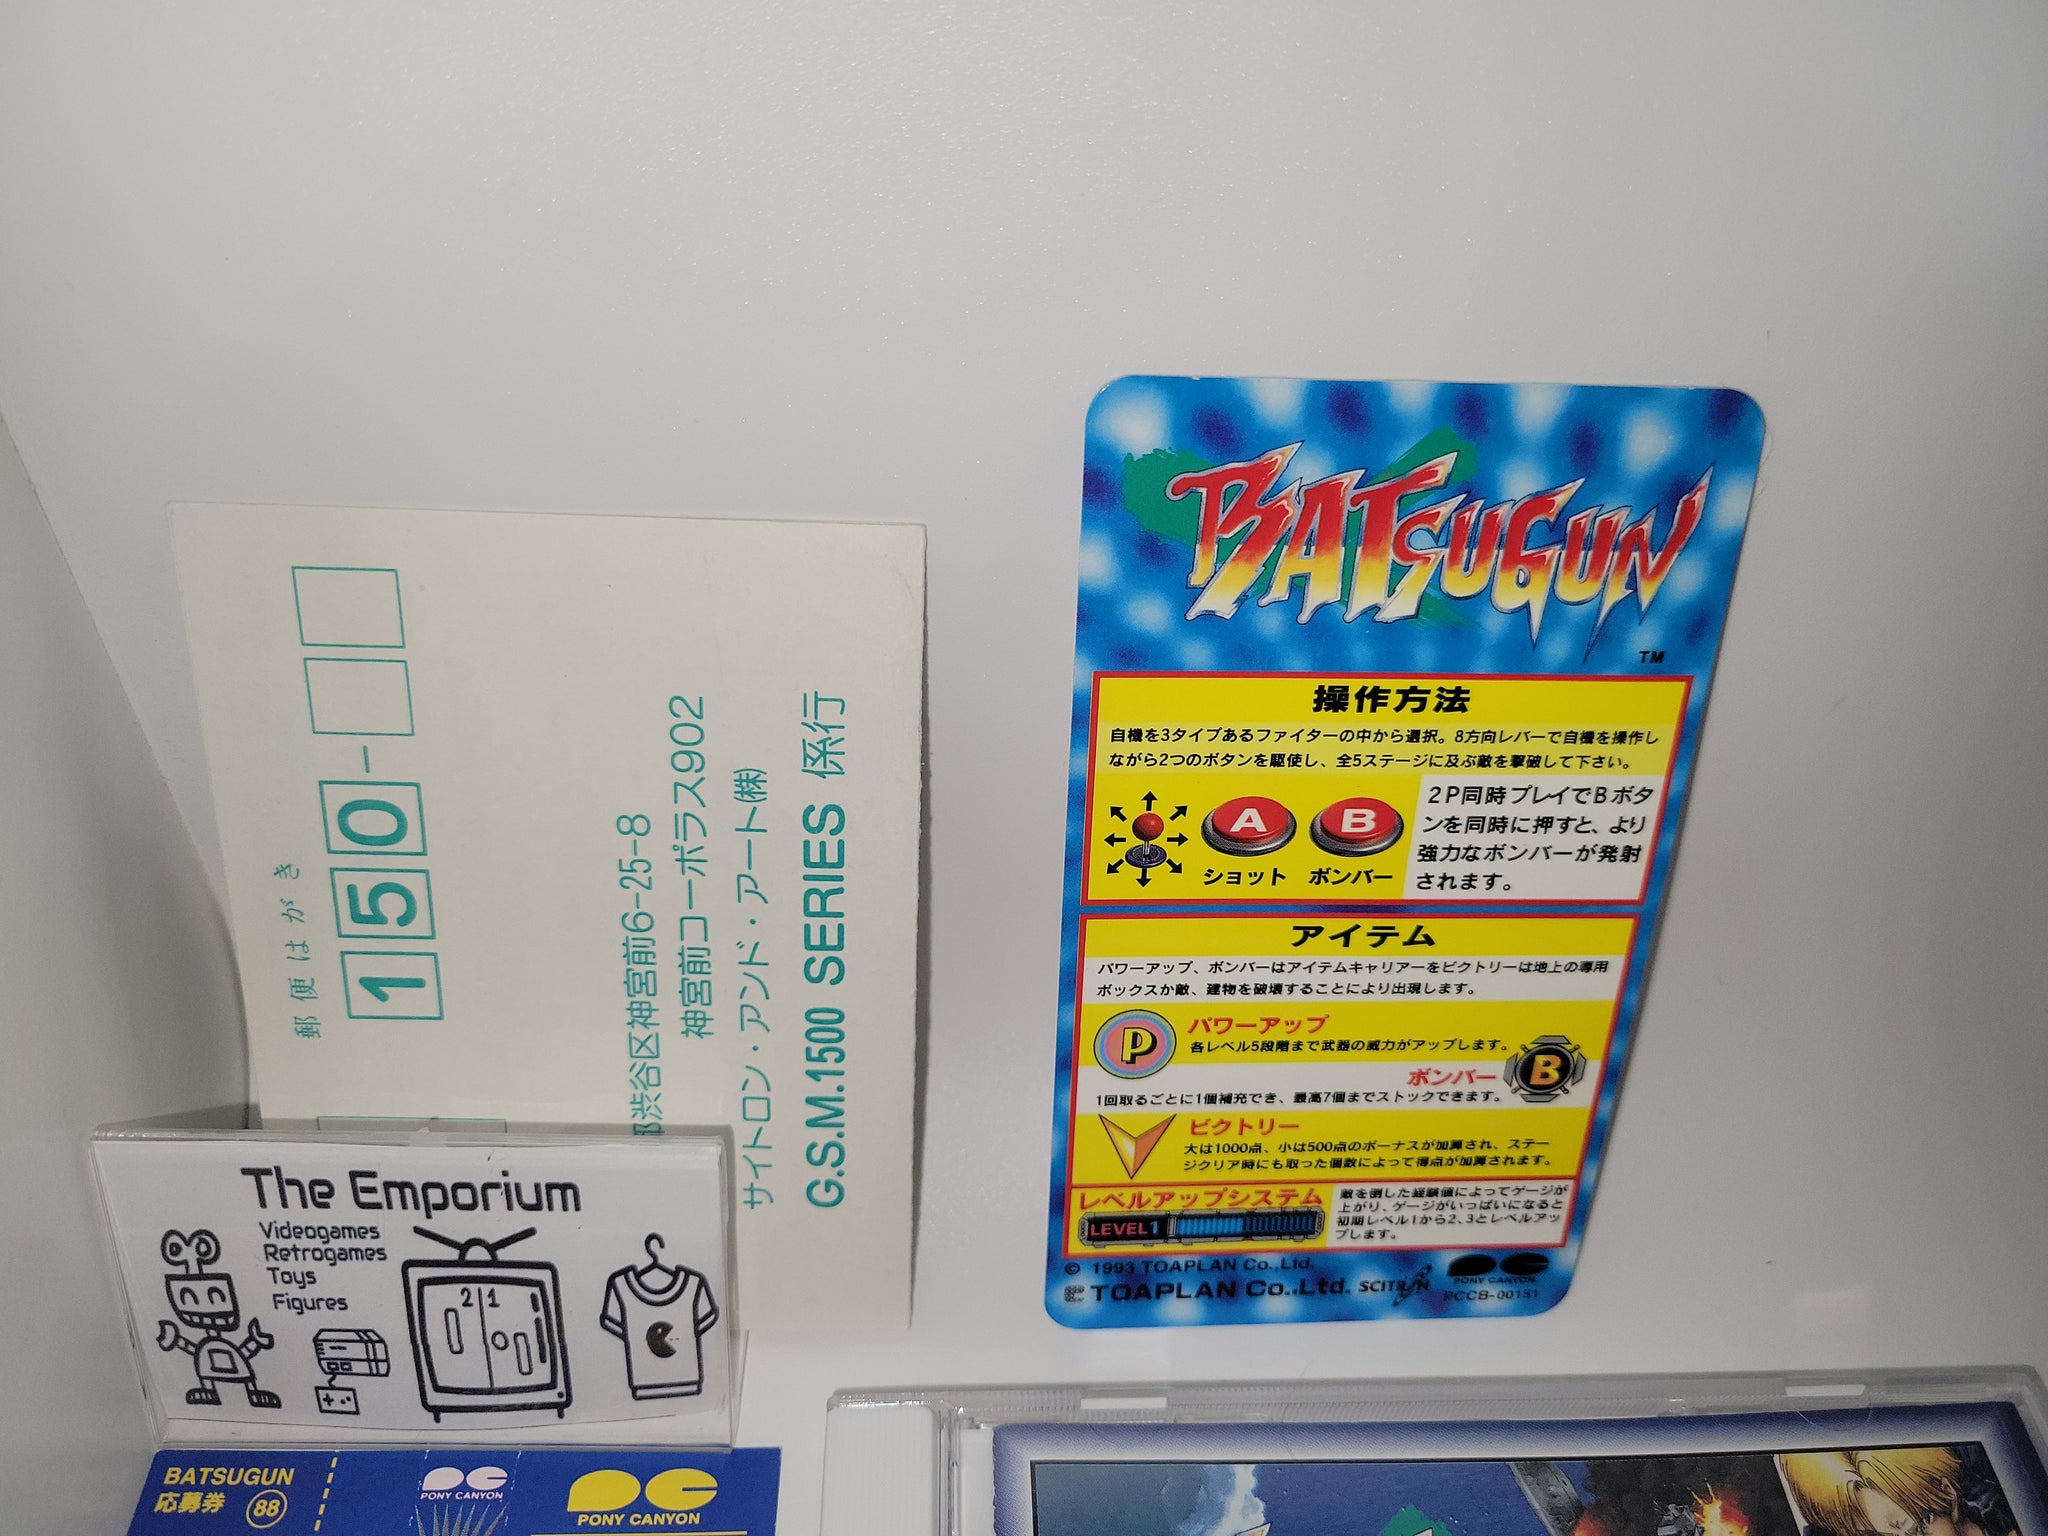 郵便はがき
150-
部渋谷区神宮前6-25-8
神宮前コーポラス902
サイトロン・アンド・アート(株)
G.S.M.1500 SERIES 係行
BATSUGUN
TM
操作方法
自機を3タイプあるファイターの中から選択。8方向レバーで自機を操作し
ながら2つのボタンを駆使し、全5ステージに及ぶ敵を撃破して下さい。
A
B
ショット
ボンバー
2P同時プレイでBボタ
ンを同時に押すと、より
強力なボンバーが発射
されます。
アイテム
パワーアップ、ボンバーはアイテムキャリアーをビクトリーは地上の専用
ボックスか敵、建物を破壊することにより出現します。
P
パワーアップ
各レベル5段階まで武器の威力がアップします。
ボンバー
B
1回取るごとに1個補充でき、最高7個までストックできます。
ビクトリー
大は1000点、小は500点のボーナスが加算され、ステー
ジクリア時にも取った個数によって得点が加算されます。
レベルアップシステム
LEVEL1
敵を倒した経験値によってゲージが
上がり、ゲージがいっぱいになると
初期レベル1から2、3とレベルアッ
プします。
© 1993 TOAPLAN Co.,Ltd.
TOAPLAN Co.,Ltd.
SCITRON
PONY CANYON
PCCB-00151
The Emporium
Videogames
Retrogames
Toys
Figures
2 1
BATSUGUN
応募券 88
PONY CANYON
PONY CANYON